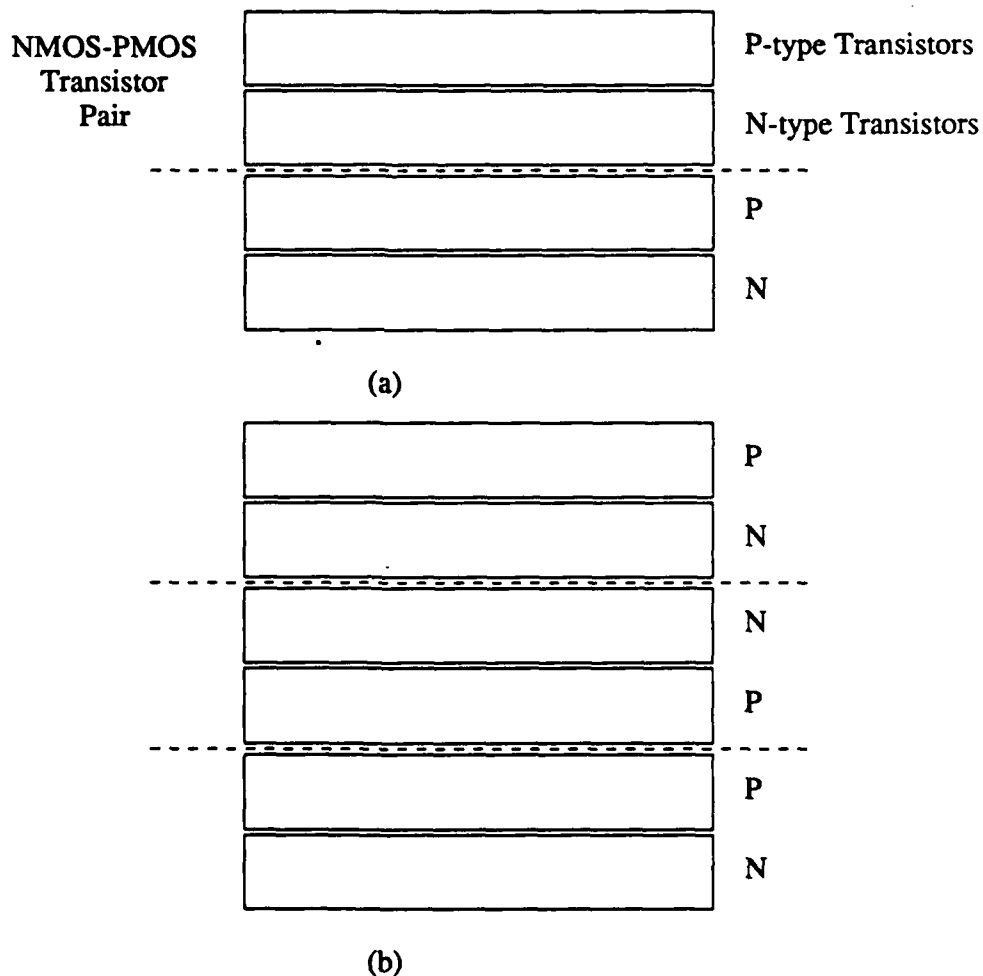 NMOS-PMOS
Transistor
Pair
P-type Transistors
N-type Transistors
P
N
(a)
P
N
N
P
P
N
(b)